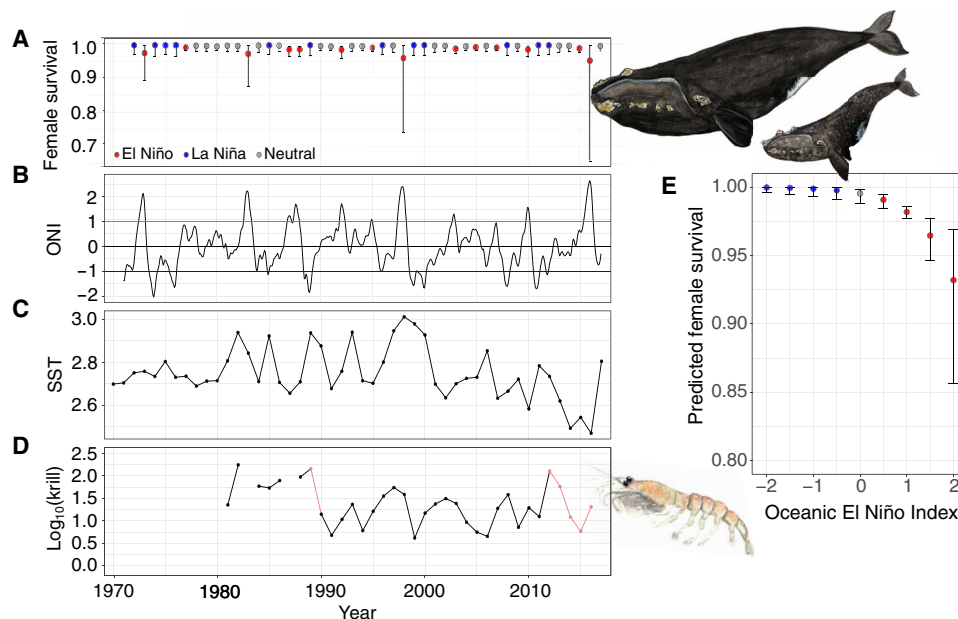 A
Female survival
1.0
0.9
0.8
0.7
El Niño La Niña Neutral
B
ONI
2
1
0
−1
−2
C
SST
3.0
2.8
2.6
D
Log10(krill)
2.5
2.0
1.5
1.0
0.5
0.0
1970 1980 1990 2000 2010
Year
E
Predicted female survival
1.00
0.95
0.90
0.85
0.80
−2 −1 0 1 2
Oceanic El Niño Index